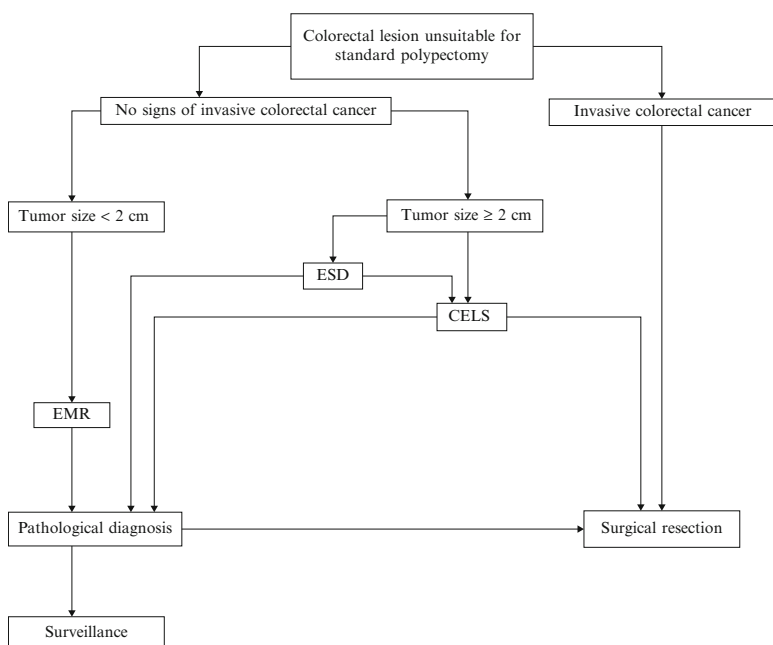 Colorectal lesion unsuitable for
standard polypectomy
No signs of invasive colorectal cancer
Invasive colorectal cancer
Tumor size < 2 cm
Tumor size ≥ 2 cm
ESD
CELS
EMR
Pathological diagnosis
Surgical resection
Surveillance